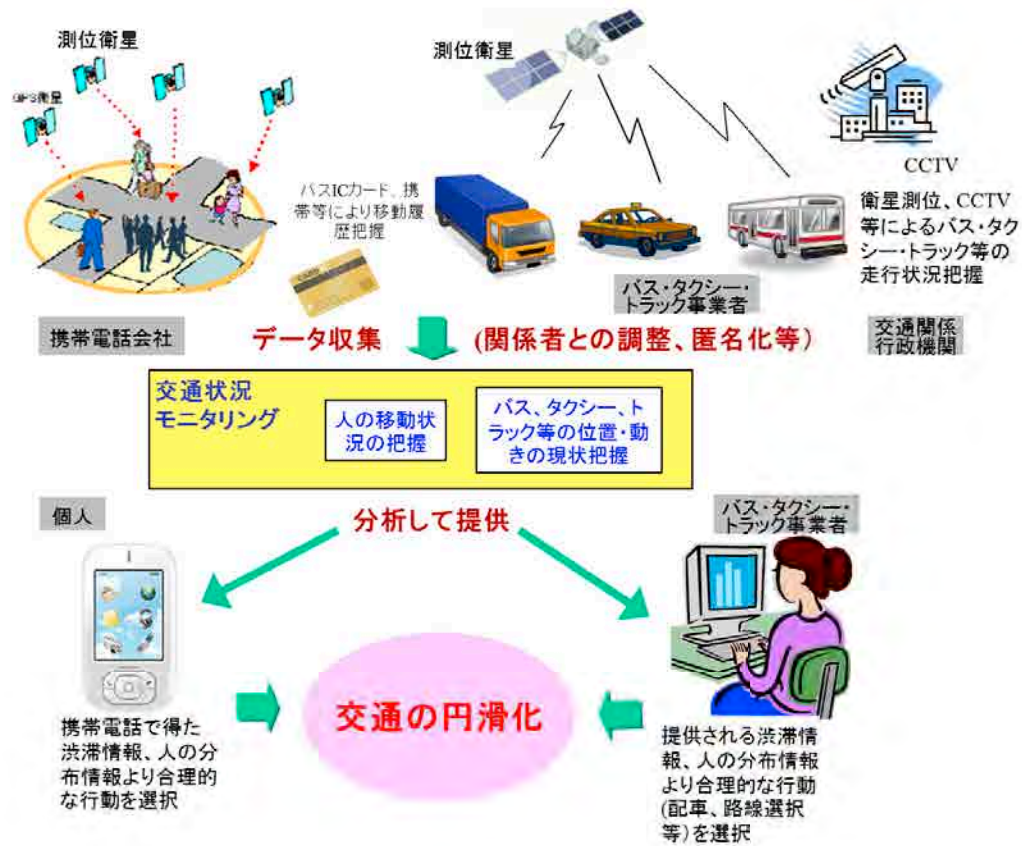 測位衛星
GPS衛星
測位衛星
CCTV
バスICカード、携
帯等により移動履
歴把握
CARD
衛星測位、CCTV
等によるバス・タク
シー・トラック等の
走行状況把握
バス・タクシー・
トラック事業者
携帯電話会社
データ収集
(関係者との調整、匿名化等)
交通関係
行政機関
交通状況
モニタリング
人の移動状
況の把握
バス、タクシー、ト
ラック等の位置・動
きの現状把握
個人
分析して提供
バス・タクシー・
トラック事業者
交通の円滑化
携帯電話で得た
渋滞情報、人の分
布情報より合理的
な行動を選択
提供される渋滞情
報、人の分布情報
より合理的な行動
(配車、路線選択
等)を選択